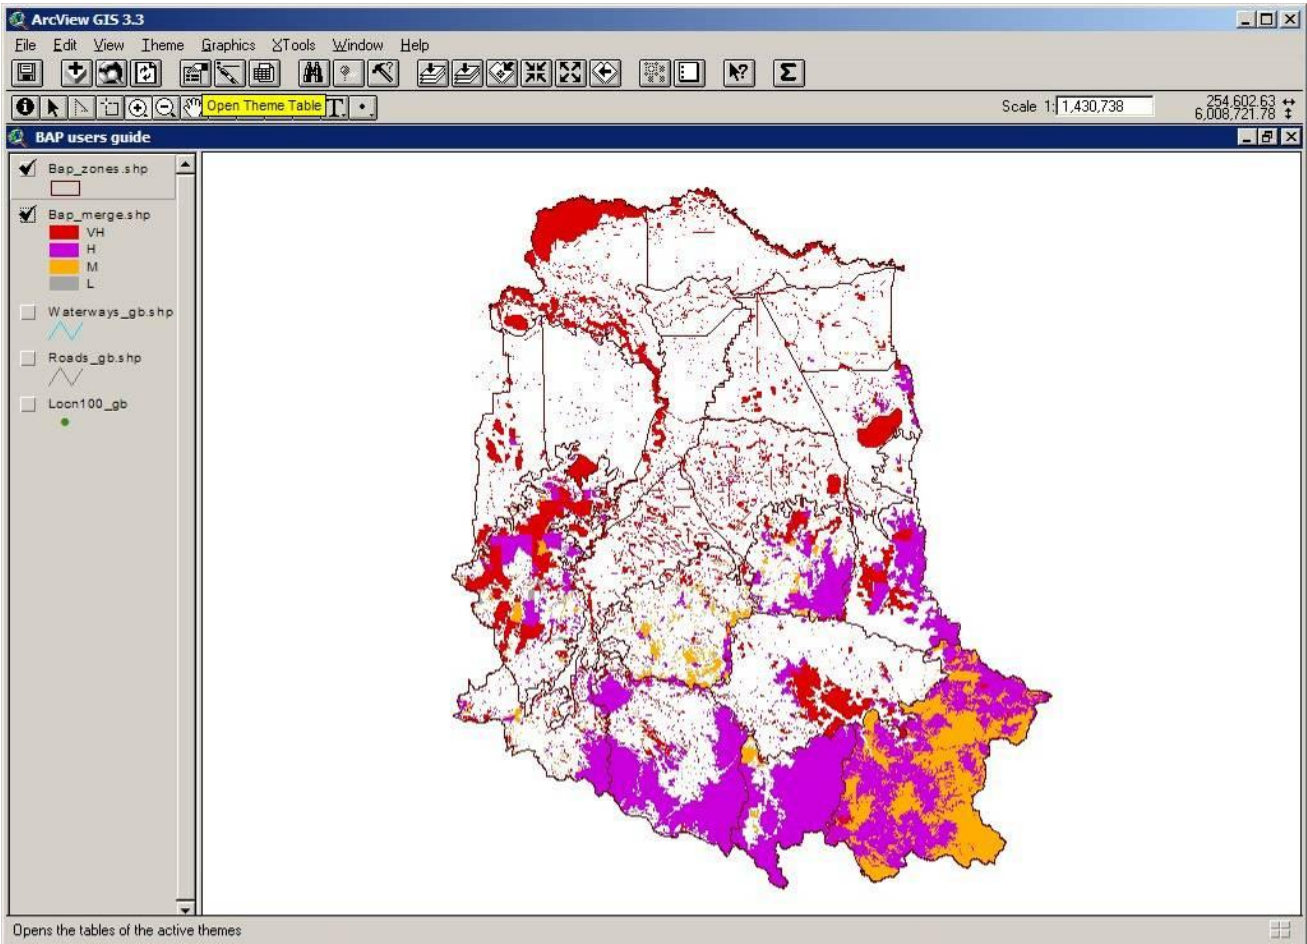 ArcView GIS 3.3
File Edit View Theme Graphics XTools Window Help
Open Theme Table
T
Scale 1: 1,430,738
254,602.63
6,008,721.78
BAP users guide
Bap_zones.shp
Bap_merge.shp
VH
H
M
L
Waterways_gb.shp
Roads_gb.shp
Locn100_gb
Opens the tables of the active themes